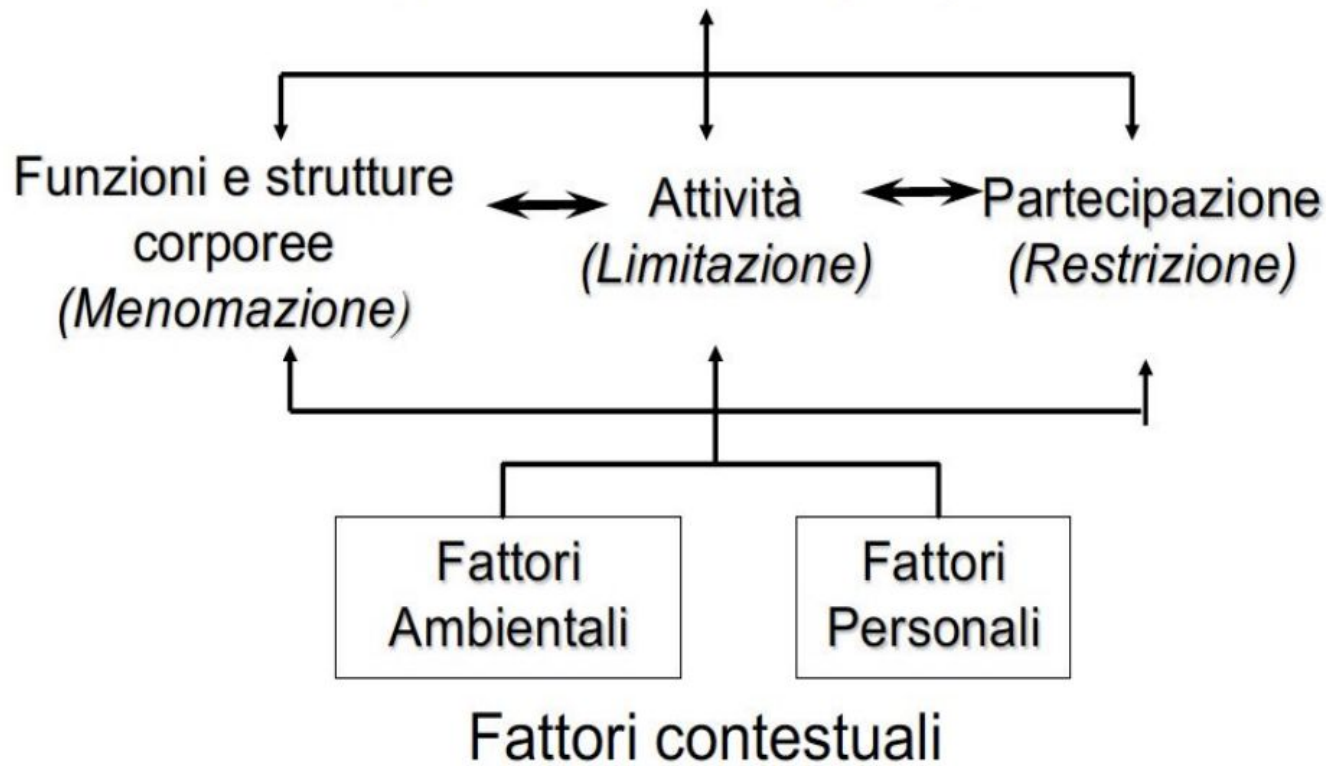 Funzioni e strutture
corporee
(Menomazione)
Attività
(Limitazione)
Partecipazione
(Restrizione)
Fattori
Ambientali
Fattori
Personali
Fattori contestuali